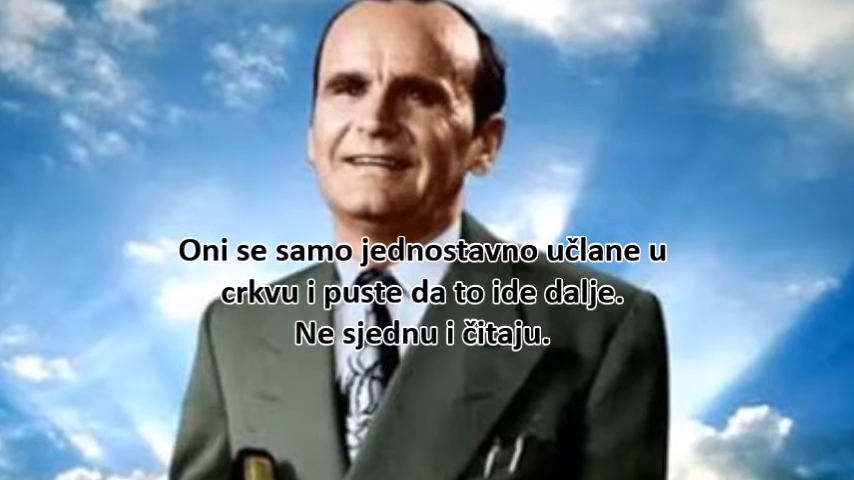 Oni se samo jednostavno učlane u
crkvu i puste da to ide dalje.
Ne sjednu i čitaju.